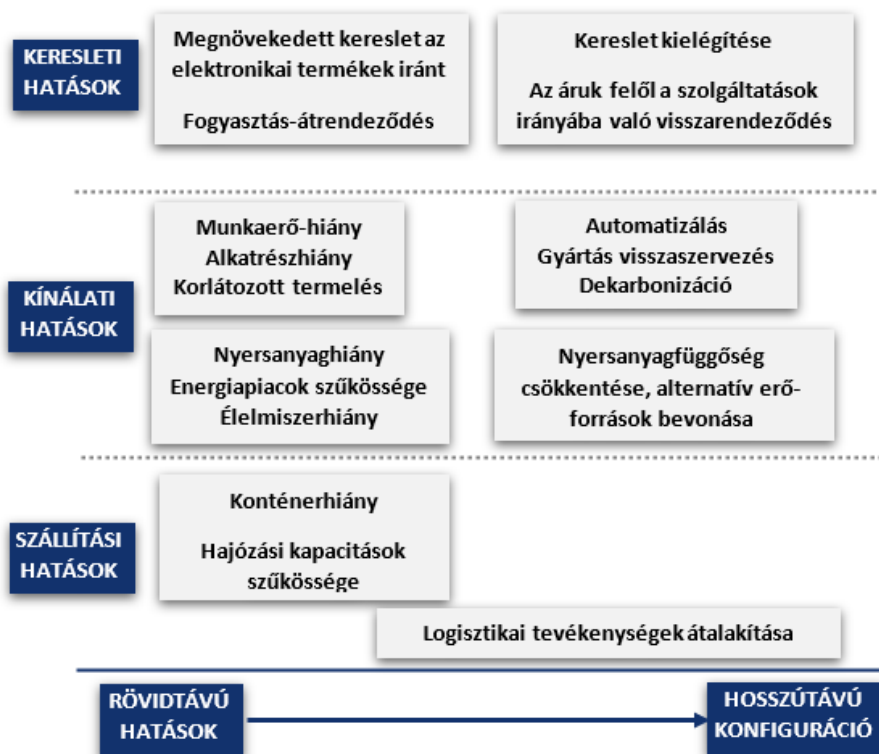 KERESLETI
HATÁSOK
Megnövekedett kereslet az
elektronikai termékek iránt
Fogyasztás-átrendeződés
Kereslet kielégítése
Az áruk felől a szolgáltatások
irányába való visszarendeződés
KÍNÁLATI
HATÁSOK
Munkaerő-hiány
Alkatrészhiány
Korlátozott termelés
Automatizálás
Gyártás visszaszervezés
Dekarbonizáció
Nyersanyaghiány
Energiapiacok szűkössége
Élelmiszerhiány
Nyersanyagfüggőség
csökkentése, alternatív erő-
források bevonása
SZÁLLÍTÁSI
HATÁSOK
Konténerhiány
Hajózási kapacitások
szűkössége
Logisztikai tevékenységek átalakítása
RÖVIDTÁVÚ
HATÁSOK
HOSSZÚTÁVÚ
KONFIGURÁCIÓ